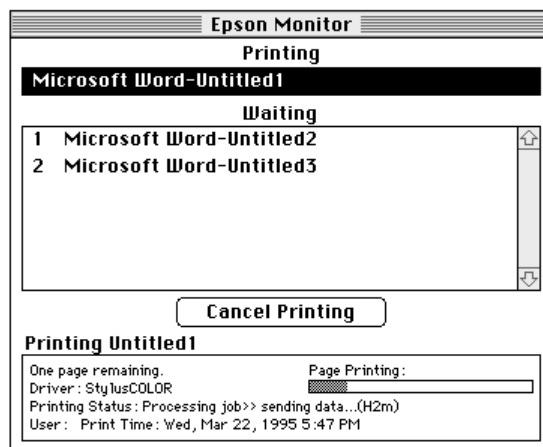 Epson Monitor
Printing
Microsoft Word-Untitled1
Waiting
1 Microsoft Word-Untitled2
2 Microsoft Word-Untitled3
Cancel Printing
Printing Untitled1
One page remaining. Page Printing:
Driver: StylusCOLOR
Printing Status: Processing job>> sending data...(H2m)
User: Print Time: Wed, Mar 22, 1995 5:47 PM